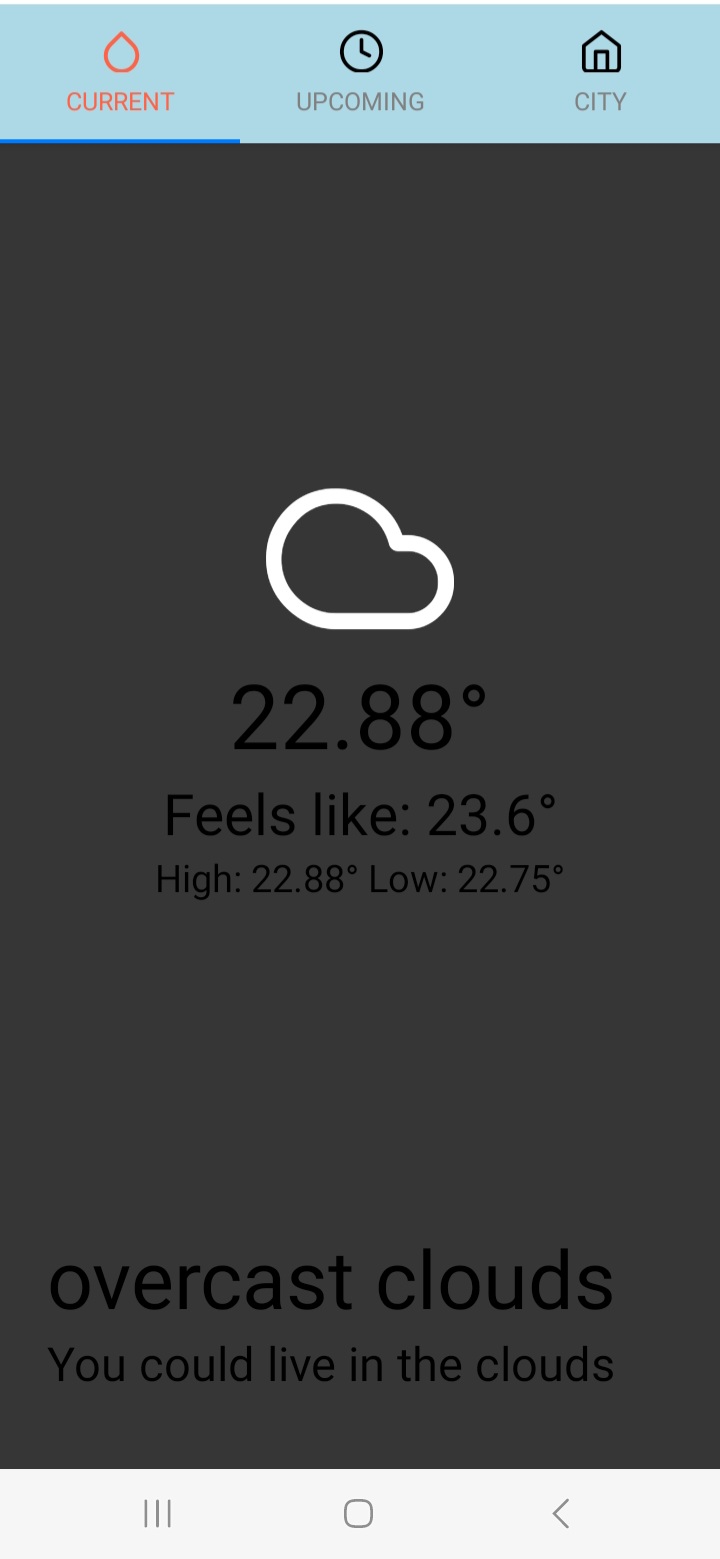 CURRENT UPCOMING CITY
22.88°
Feels like: 23.6°
High: 22.88° Low: 22.75°
overcast clouds
You could live in the clouds